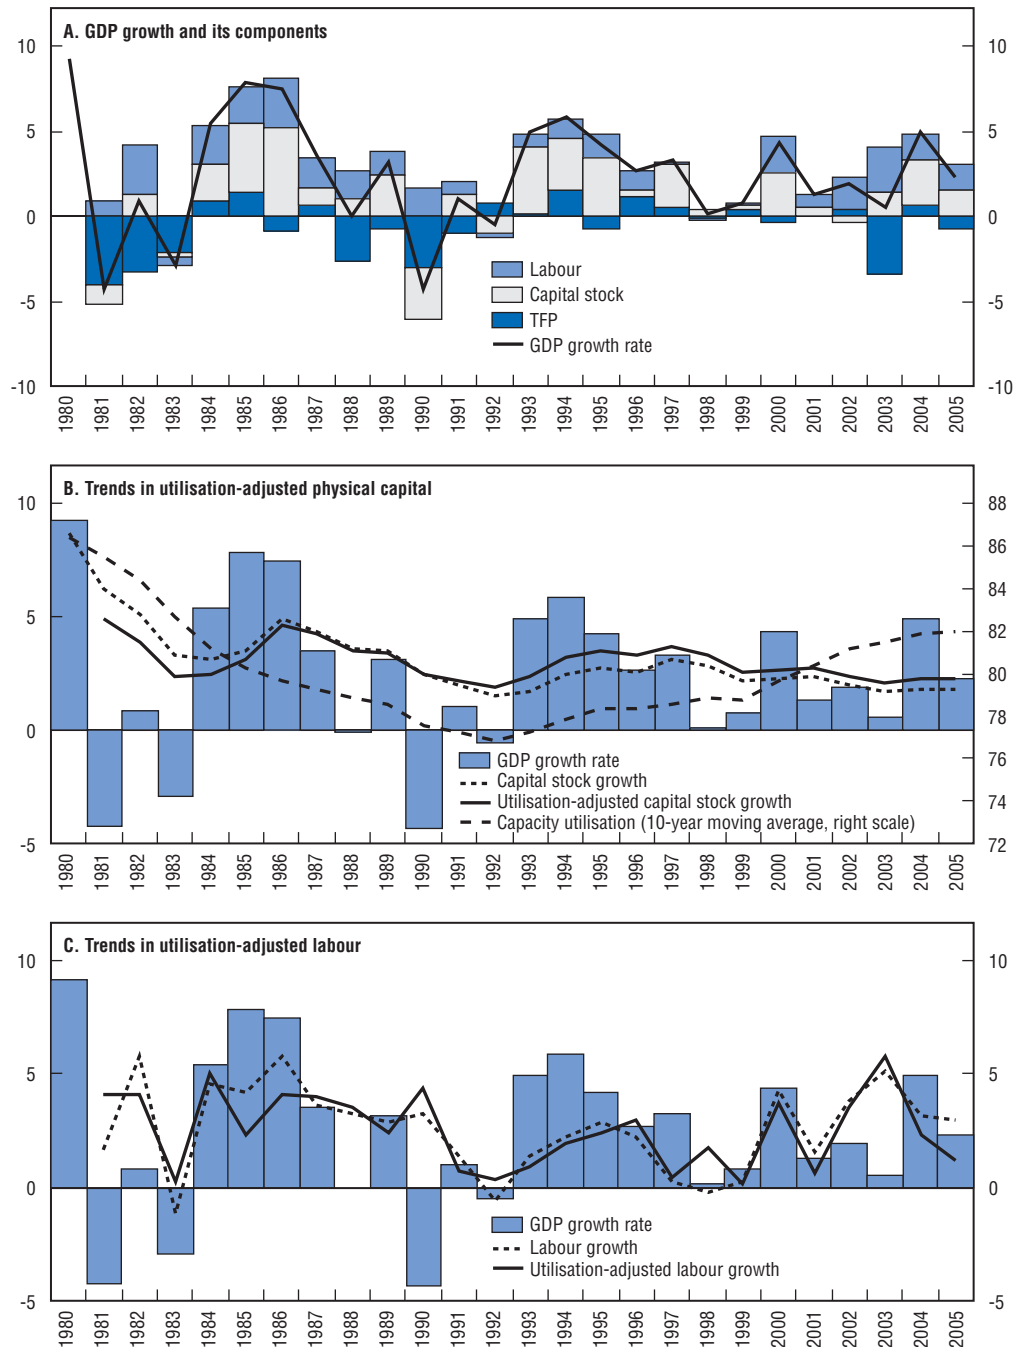 A. GDP growth and its components
10 10
5 5
0 0
Labour
Capital stock
-5 -5
TFP
GDP growth rate
-10 -10
1980 1981 1982 1983 1984 1985 1986 1987 1988 1989 1990 1991 1992 1993 1994 1995 1996 1997 1998 1999 2000 2001 2002 2003 2004 2005
B. Trends in utilisation-adjusted physical capital
10 88
86
84
5 82
80
78
0 76
GDP growth rate
Capital stock growth
74
Utilisation-adjusted capital stock growth
Capacity utilisation (10-year moving average, right scale)
-5 72
1980 1981 1982 1983 1984 1985 1986 1987 1988 1989 1990 1991 1992 1993 1994 1995 1996 1997 1998 1999 2000 2001 2002 2003 2004 2005
C. Trends in utilisation-adjusted labour
10 10
5 5
0 0
GDP growth rate
Labour growth
Utilisation-adjusted labour growth
-5 -5
1980 1981 1982 1983 1984 1985 1986 1987 1988 1989 1990 1991 1992 1993 1994 1995 1996 1997 1998 1999 2000 2001 2002 2003 2004 2005